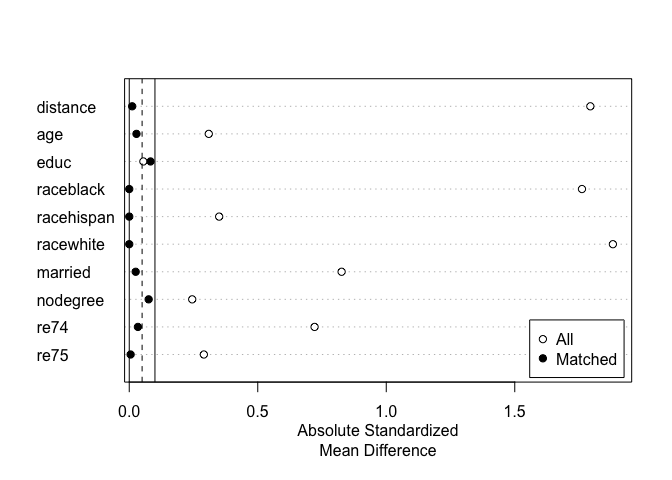 distance
age
educ
raceblack
racehispan
racewhite
married
nodegree
re74
re75
All
Matched
0.0 0.5 1.0 1.5
Absolute Standardized
Mean Difference